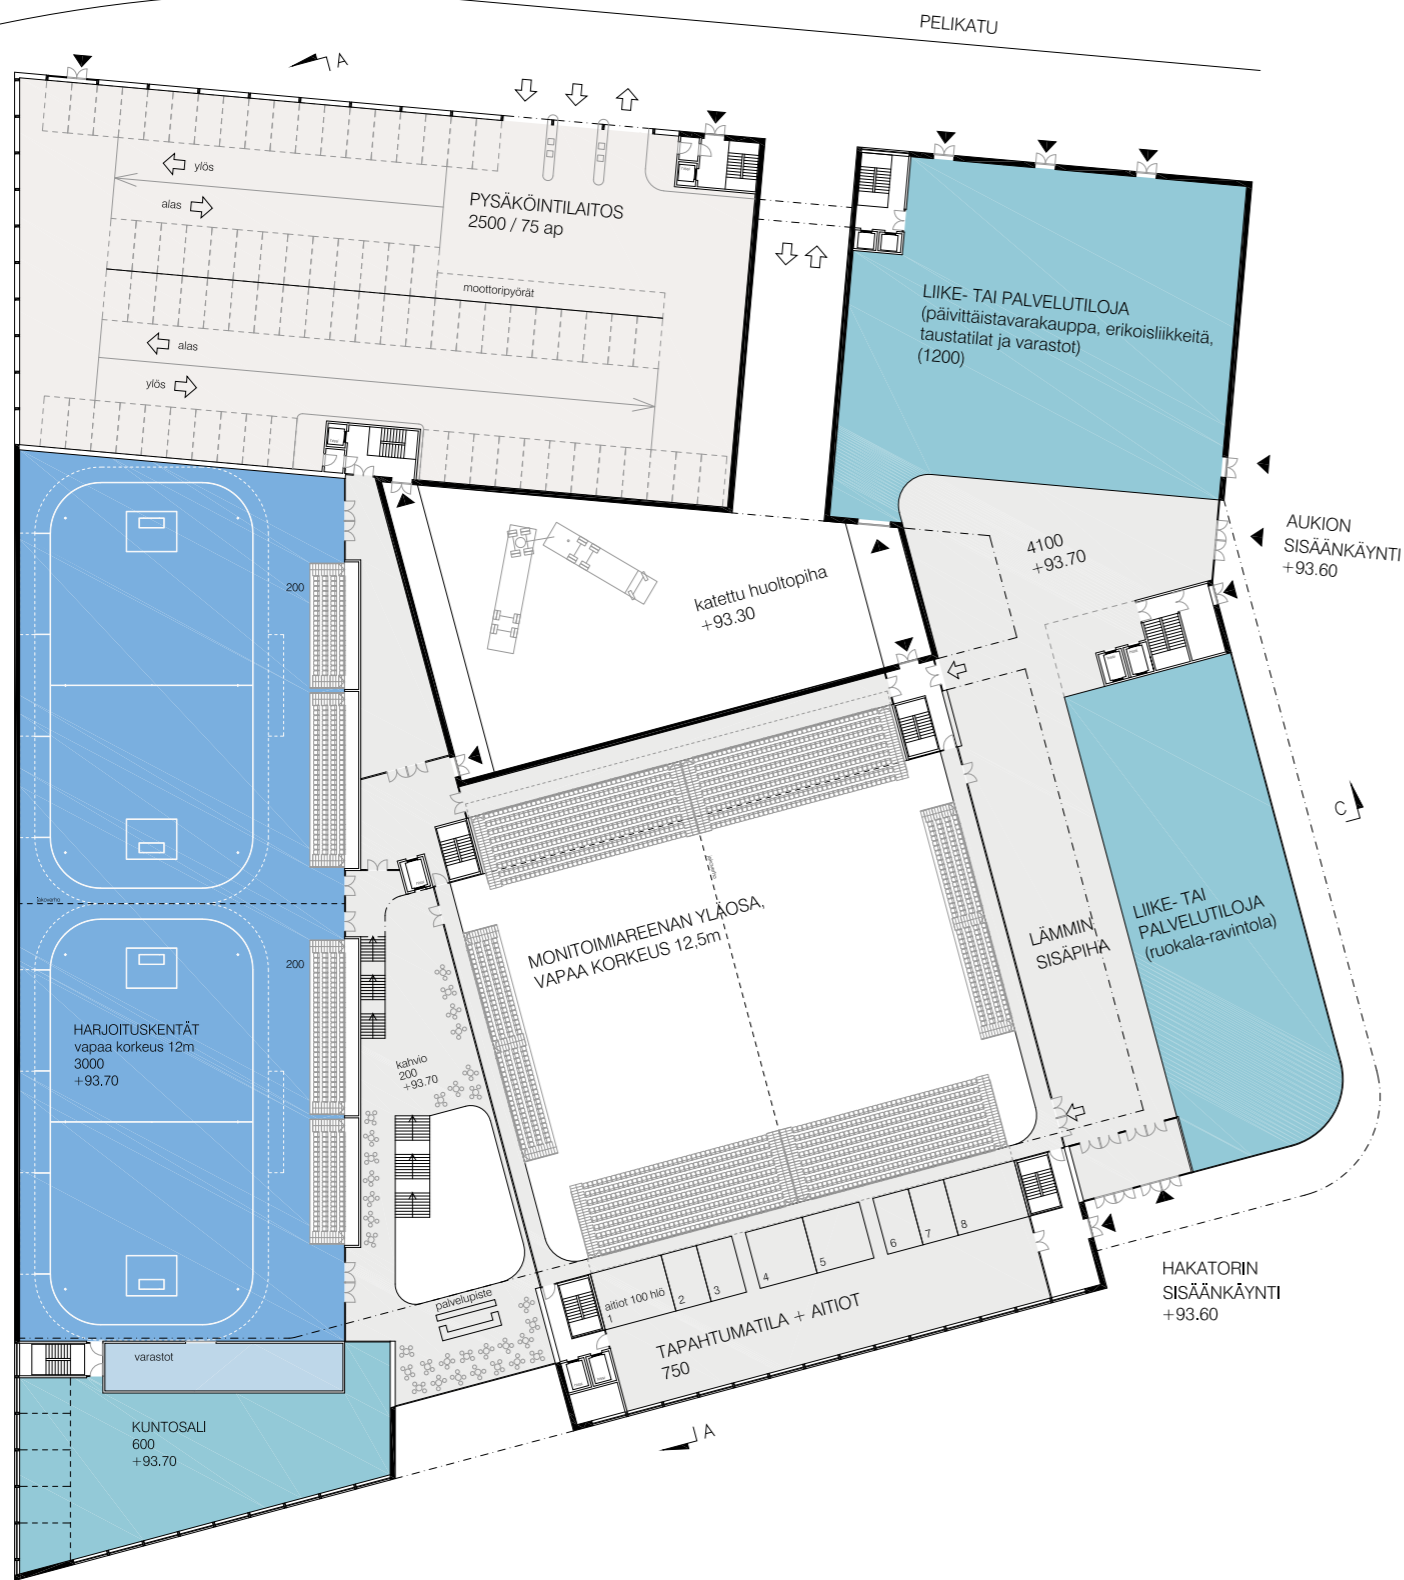 PELIKATU
A
ylös
alas
PYSÄKÖINTILAITOS
2500 / 75 ap
moottoripyörät
alas
ylös
LIIKE- TAI PALVELUTILOJA
(päivittäistavarakauppa, erikoisliikkeitä,
taustatilat ja varastot)
(1200)
4100
+93.70
AUKION
SISÄÄNKÄYNTI
+93.60
katettu huoltopiha
+93.30
200
C
MONITOIMIAREENAN YLÄOSA,
VAPAA KORKEUS 12,5m
LÄMMIN
SISÄPIHA
LIIKE- TAI
PALVELUTILOJA
(ruokala-ravintola)
200
HARJOITUSKENTÄT
vapaa korkeus 12m
3000
+93.70
kahvio
200
+93.70
palvelupiste
aitiot 100 hlö
1
2
3
4
5
6
7
8
TAPAHTUMATILA + AITIOT
750
HAKATORIN
SISÄÄNKÄYNTI
+93.60
varastot
KUNTOSALI
600
+93.70
A